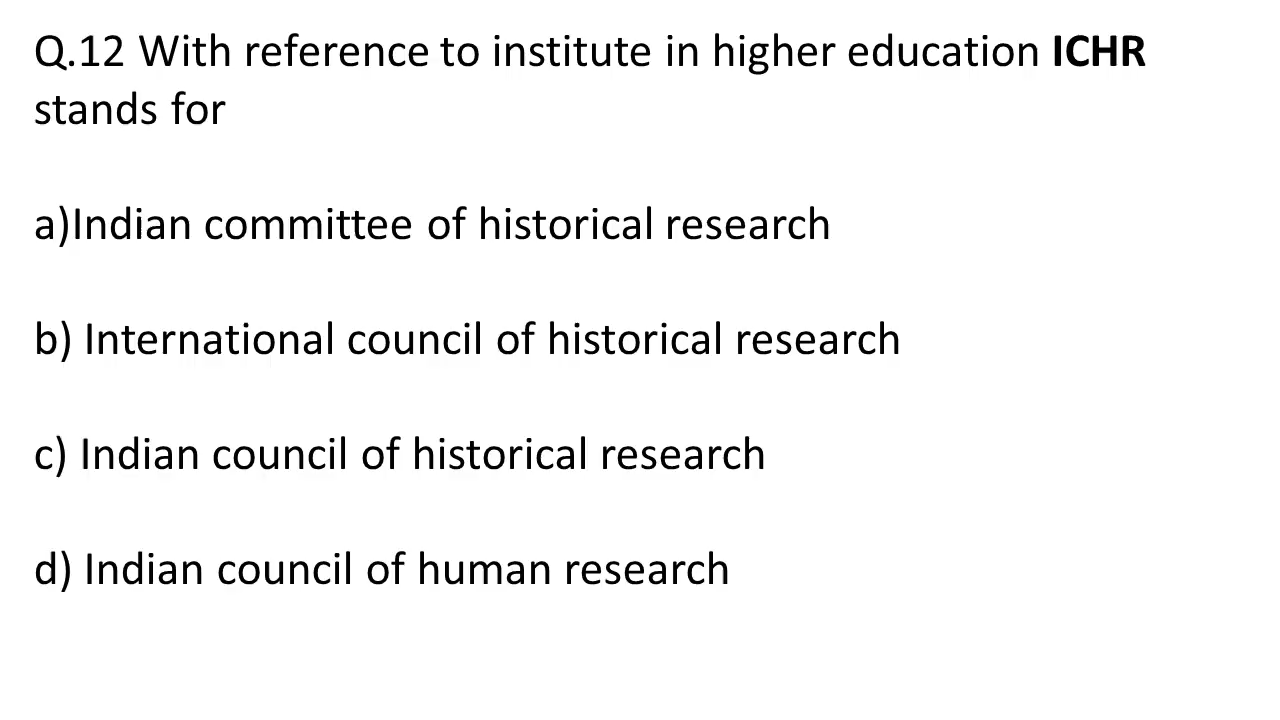 Q.12 With reference to institute in higher education ICHR
stands for
a)Indian committee of historical research
b) International council of historical research
c) Indian council of historical research
d) Indian council of human research